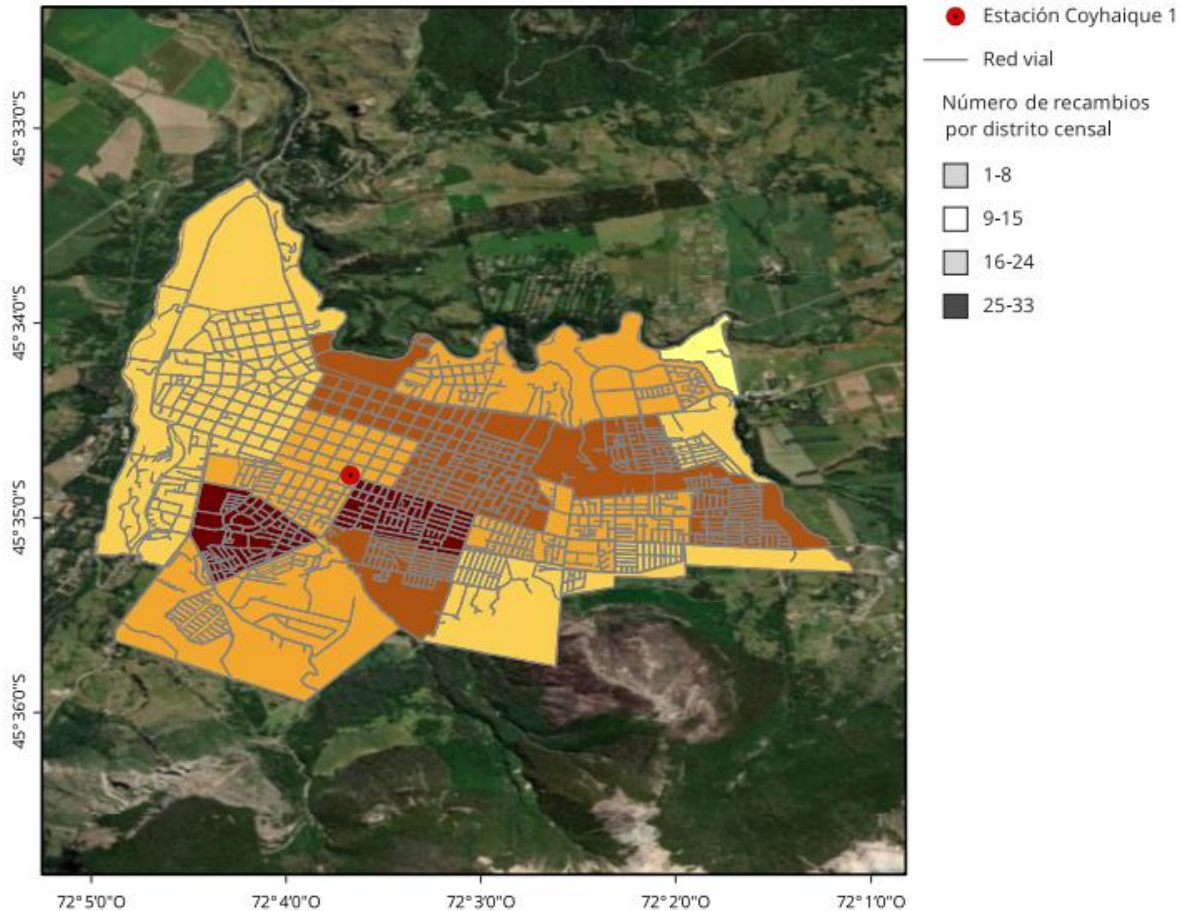 Estación Coyhaique 1
Red vial
Número de recambios
por distrito censal
1-8
9-15
16-24
25-33
45°33'0"S
45°34'0"S
45°35'0"S
45°36'0"S
72°5'0"O
72°4'0"O
72°3'0"O
72°2'0"O
72°1'0"O